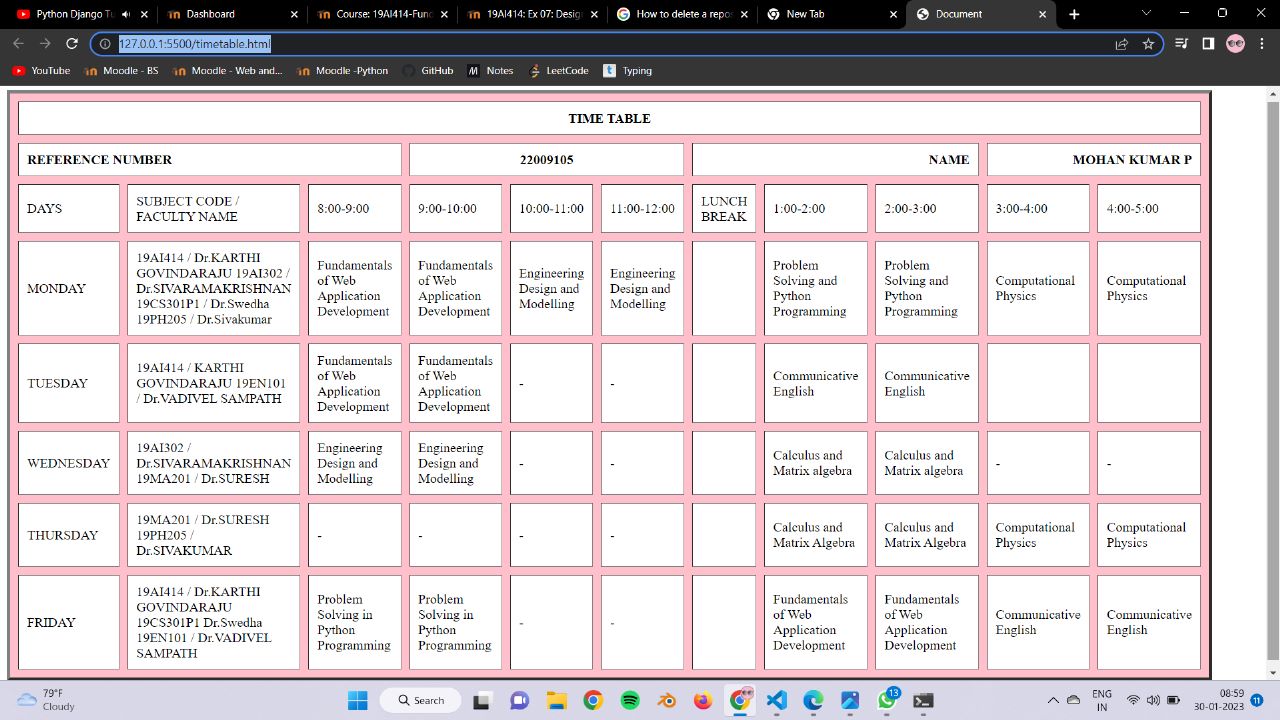 Python Django Tu
Dashboard
Course: 19AI414-Fun
19AI414: Ex 07: Desig
How to delete a repos
New Tab
Document
127.0.0.1:5500/timetable.html
YouTube
Moodle - BS
Moodle - Web and...
Moodle -Python
GitHub
Notes
LeetCode
Typing
TIME TABLE
REFERENCE NUMBER
22009105
NAME
MOHAN KUMAR P
DAYS
SUBJECT CODE /
FACULTY NAME
8:00-9:00
9:00-10:00
10:00-11:00
11:00-12:00
LUNCH
BREAK
1:00-2:00
2:00-3:00
3:00-4:00
4:00-5:00
MONDAY
19AI414 / Dr.KARTHI
GOVINDARAJU 19AI302 /
Dr.SIVARAMAKRISHNAN
19CS301P1 / Dr.Swedha
19PH205 / Dr.Sivakumar
Fundamentals
of Web
Application
Development
Fundamentals
of Web
Application
Development
Engineering
Design and
Modelling
Engineering
Design and
Modelling
Problem
Solving and
Python
Programming
Problem
Solving and
Python
Programming
Computational
Physics
Computational
Physics
TUESDAY
19AI414 / KARTHI
GOVINDARAJU 19EN101
/ Dr.VADIVEL SAMPATH
Fundamentals
of Web
Application
Development
Fundamentals
of Web
Application
Development
-
-
Communicative
English
Communicative
English
WEDNESDAY
19AI302 /
Dr.SIVARAMAKRISHNAN
19MA201 / Dr.SURESH
Engineering
Design and
Modelling
Engineering
Design and
Modelling
-
-
Calculus and
Matrix algebra
Calculus and
Matrix algebra
-
-
THURSDAY
19MA201 / Dr.SURESH
19PH205 /
Dr.SIVAKUMAR
-
-
-
-
Calculus and
Matrix Algebra
Calculus and
Matrix Algebra
Computational
Physics
Computational
Physics
FRIDAY
19AI414 / Dr.KARTHI
GOVINDARAJU
19CS301P1 Dr.Swedha
19EN101 / Dr.VADIVEL
SAMPATH
Problem
Solving in
Python
Programming
Problem
Solving in
Python
Programming
-
-
Fundamentals
of Web
Application
Development
Fundamentals
of Web
Application
Development
Communicative
English
Communicative
English
79°F
Cloudy
Search
13
ENG
IN
08:59
30-01-2023
11